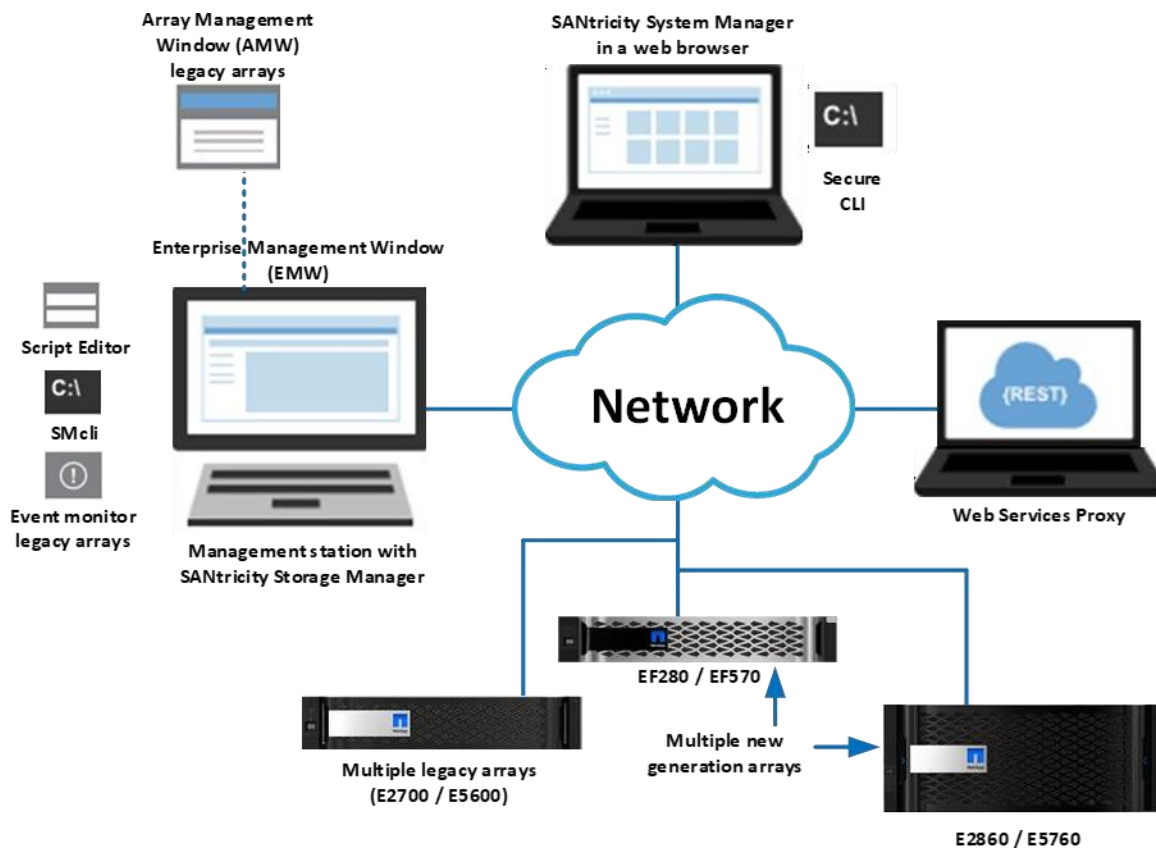 Array Management
Window (AMW)
legacy arrays
SANtricity System Manager
in a web browser
C:\
Secure
CLI
Enterprise Management Window
(EMW)
Script Editor
C:\
SMcli
Event monitor
legacy arrays
Management station with
SANtricity Storage Manager
Network
{REST}
Web Services Proxy
EF280 / EF570
Multiple legacy arrays
(E2700 / E5600)
Multiple new
generation arrays
E2860 / E5760